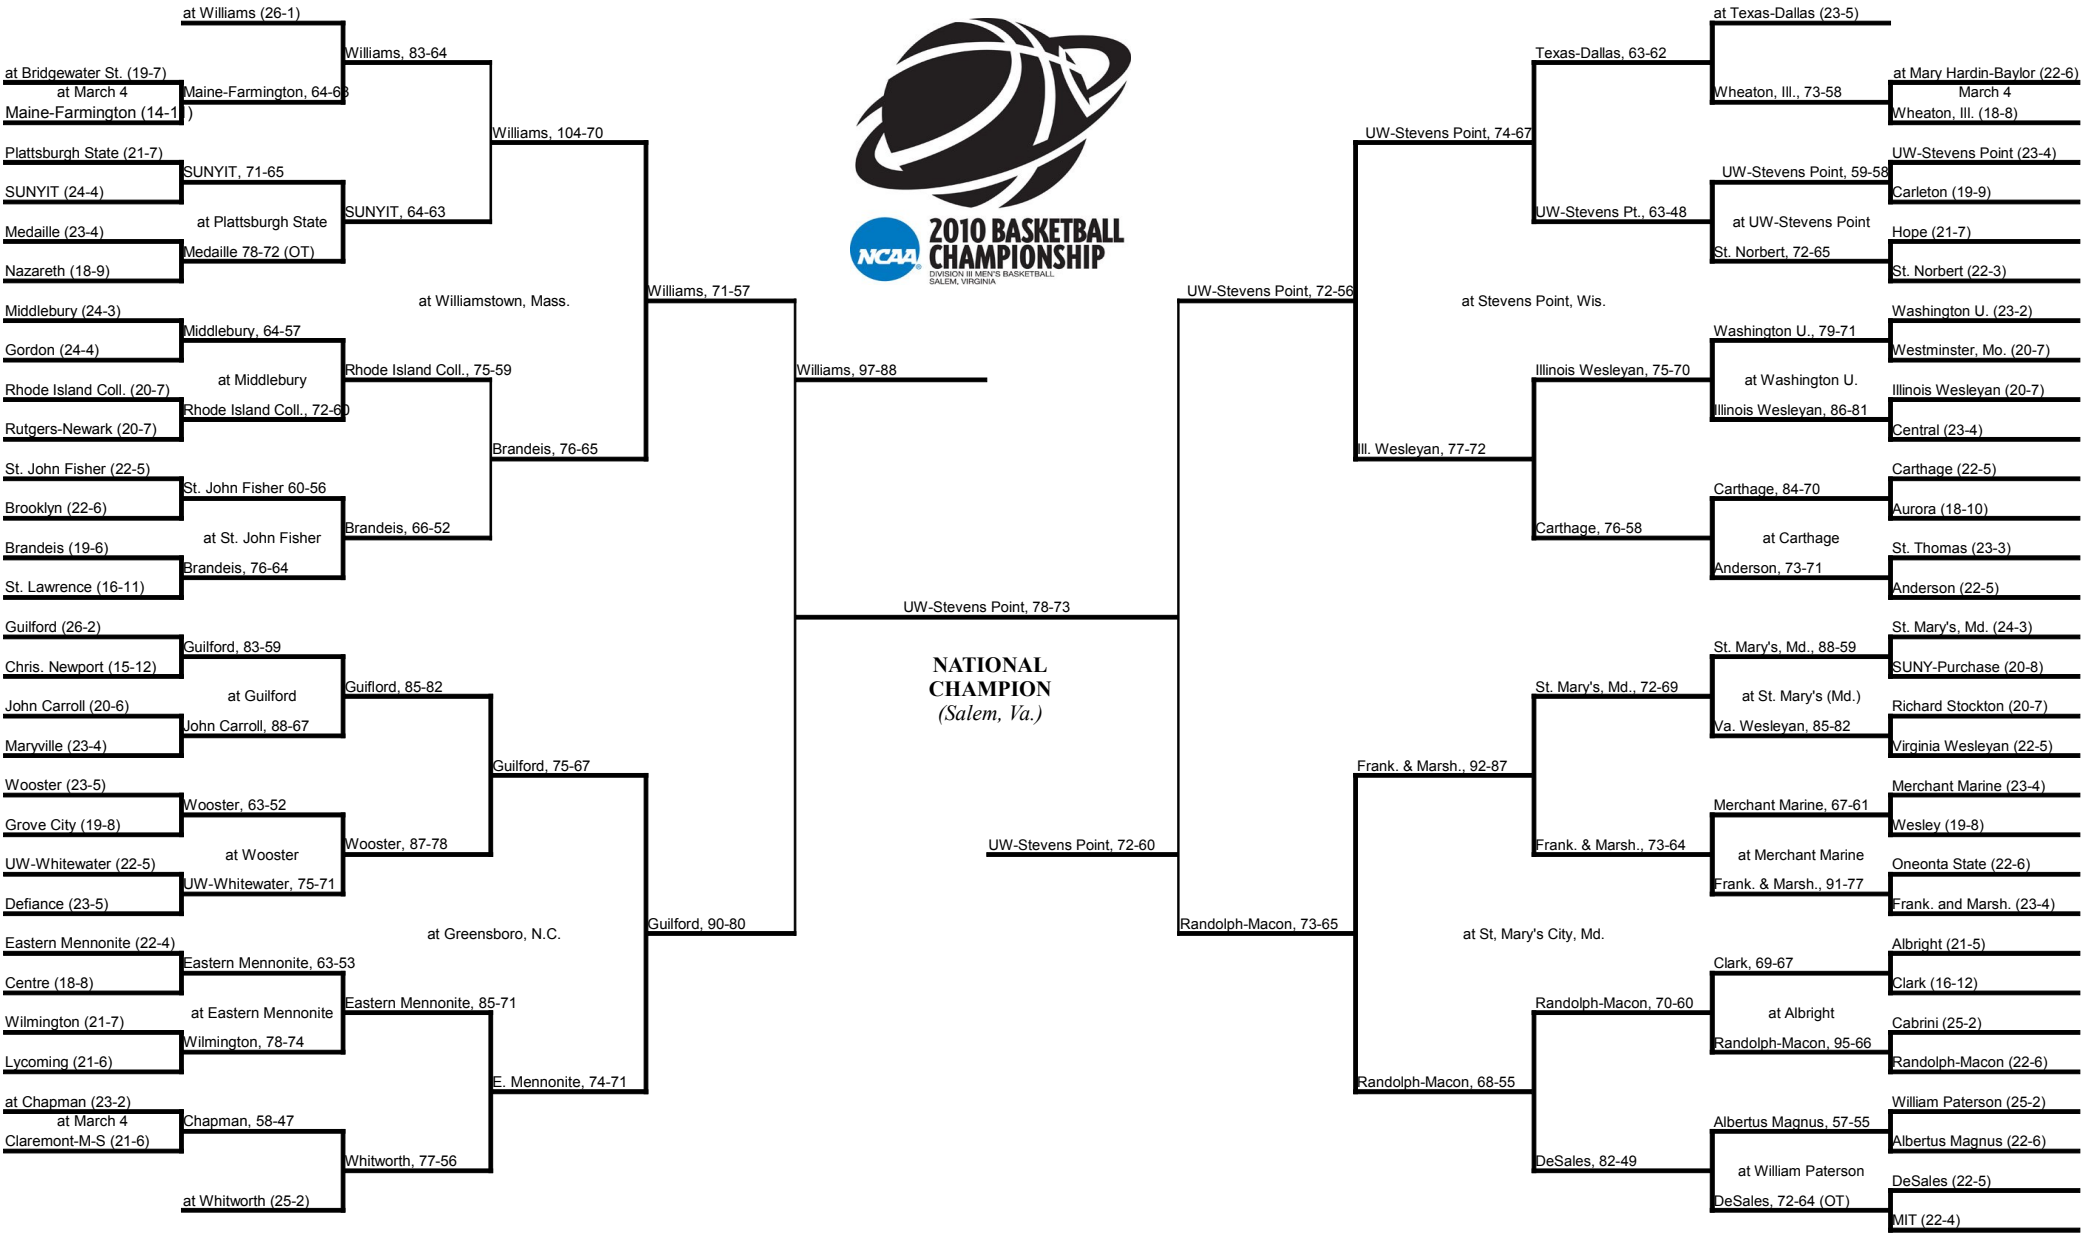 at Williams (26-1)
at Bridgewater St. (19-7)
at March 4
Maine-Farmington (14-11)
Plattsburgh State (21-7)
SUNYIT (24-4)
Medaille (23-4)
Nazareth (18-9)
Middlebury (24-3)
Gordon (24-4)
Rhode Island Coll. (20-7)
Rutgers-Newark (20-7)
St. John Fisher (22-5)
Brooklyn (22-6)
Brandeis (19-6)
St. Lawrence (16-11)
Guilford (26-2)
Chris. Newport (15-12)
John Carroll (20-6)
Maryville (23-4)
Wooster (23-5)
Grove City (19-8)
UW-Whitewater (22-5)
Defiance (23-5)
Eastern Mennonite (22-4)
Centre (18-8)
Wilmington (21-7)
Lycoming (21-6)
at Chapman (23-2)
at March 4
Claremont-M-S (21-6)
at Whitworth (25-2)
Maine-Farmington, 64-63
SUNYIT, 71-65
at Plattsburgh State
Medaille 78-72 (OT)
Middlebury, 64-57
at Middlebury
Rhode Island Coll., 72-60
St. John Fisher 60-56
at St. John Fisher
Brandeis, 76-64
Guilford, 83-59
at Guilford
John Carroll, 88-67
Wooster, 63-52
at Wooster
UW-Whitewater, 75-71
Eastern Mennonite, 63-53
at Eastern Mennonite
Wilmington, 78-74
Chapman, 58-47
Williams, 83-64
SUNYIT, 64-63
at Williamstown, Mass.
Rhode Island Coll., 75-59
Brandeis, 66-52
Guiflord, 85-82
Wooster, 87-78
at Greensboro, N.C.
Eastern Mennonite, 85-71
Whitworth, 77-56
Williams, 104-70
Brandeis, 76-65
Guilford, 75-67
E. Mennonite, 74-71
Williams, 71-57
Guilford, 90-80
Williams, 97-88
NCAA
2010 BASKETBALL
CHAMPIONSHIP
DIVISION III MEN'S BASKETBALL
SALEM, VIRGINIA
UW-Stevens Point, 78-73
NATIONAL
CHAMPION
(Salem, Va.)
UW-Stevens Point, 72-60
UW-Stevens Point, 72-56
Randolph-Macon, 73-65
UW-Stevens Point, 74-67
Ill. Wesleyan, 77-72
Frank. & Marsh., 92-87
Randolph-Macon, 68-55
Texas-Dallas, 63-62
UW-Stevens Pt., 63-48
at Stevens Point, Wis.
Illinois Wesleyan, 75-70
Carthage, 76-58
St. Mary's, Md., 72-69
Frank. & Marsh., 73-64
at St, Mary's City, Md.
Randolph-Macon, 70-60
DeSales, 82-49
at Texas-Dallas (23-5)
Wheaton, Ill., 73-58
UW-Stevens Point, 59-58
at UW-Stevens Point
St. Norbert, 72-65
Washington U., 79-71
at Washington U.
Illinois Wesleyan, 86-81
Carthage, 84-70
at Carthage
Anderson, 73-71
St. Mary's, Md., 88-59
at St. Mary's (Md.)
Va. Wesleyan, 85-82
Merchant Marine, 67-61
at Merchant Marine
Frank. & Marsh., 91-77
Clark, 69-67
at Albright
Randolph-Macon, 95-66
Albertus Magnus, 57-55
at William Paterson
DeSales, 72-64 (OT)
at Mary Hardin-Baylor (22-6)
March 4
Wheaton, Ill. (18-8)
UW-Stevens Point (23-4)
Carleton (19-9)
Hope (21-7)
St. Norbert (22-3)
Washington U. (23-2)
Westminster, Mo. (20-7)
Illinois Wesleyan (20-7)
Central (23-4)
Carthage (22-5)
Aurora (18-10)
St. Thomas (23-3)
Anderson (22-5)
St. Mary's, Md. (24-3)
SUNY-Purchase (20-8)
Richard Stockton (20-7)
Virginia Wesleyan (22-5)
Merchant Marine (23-4)
Wesley (19-8)
Oneonta State (22-6)
Frank. and Marsh. (23-4)
Albright (21-5)
Clark (16-12)
Cabrini (25-2)
Randolph-Macon (22-6)
William Paterson (25-2)
Albertus Magnus (22-6)
DeSales (22-5)
MIT (22-4)